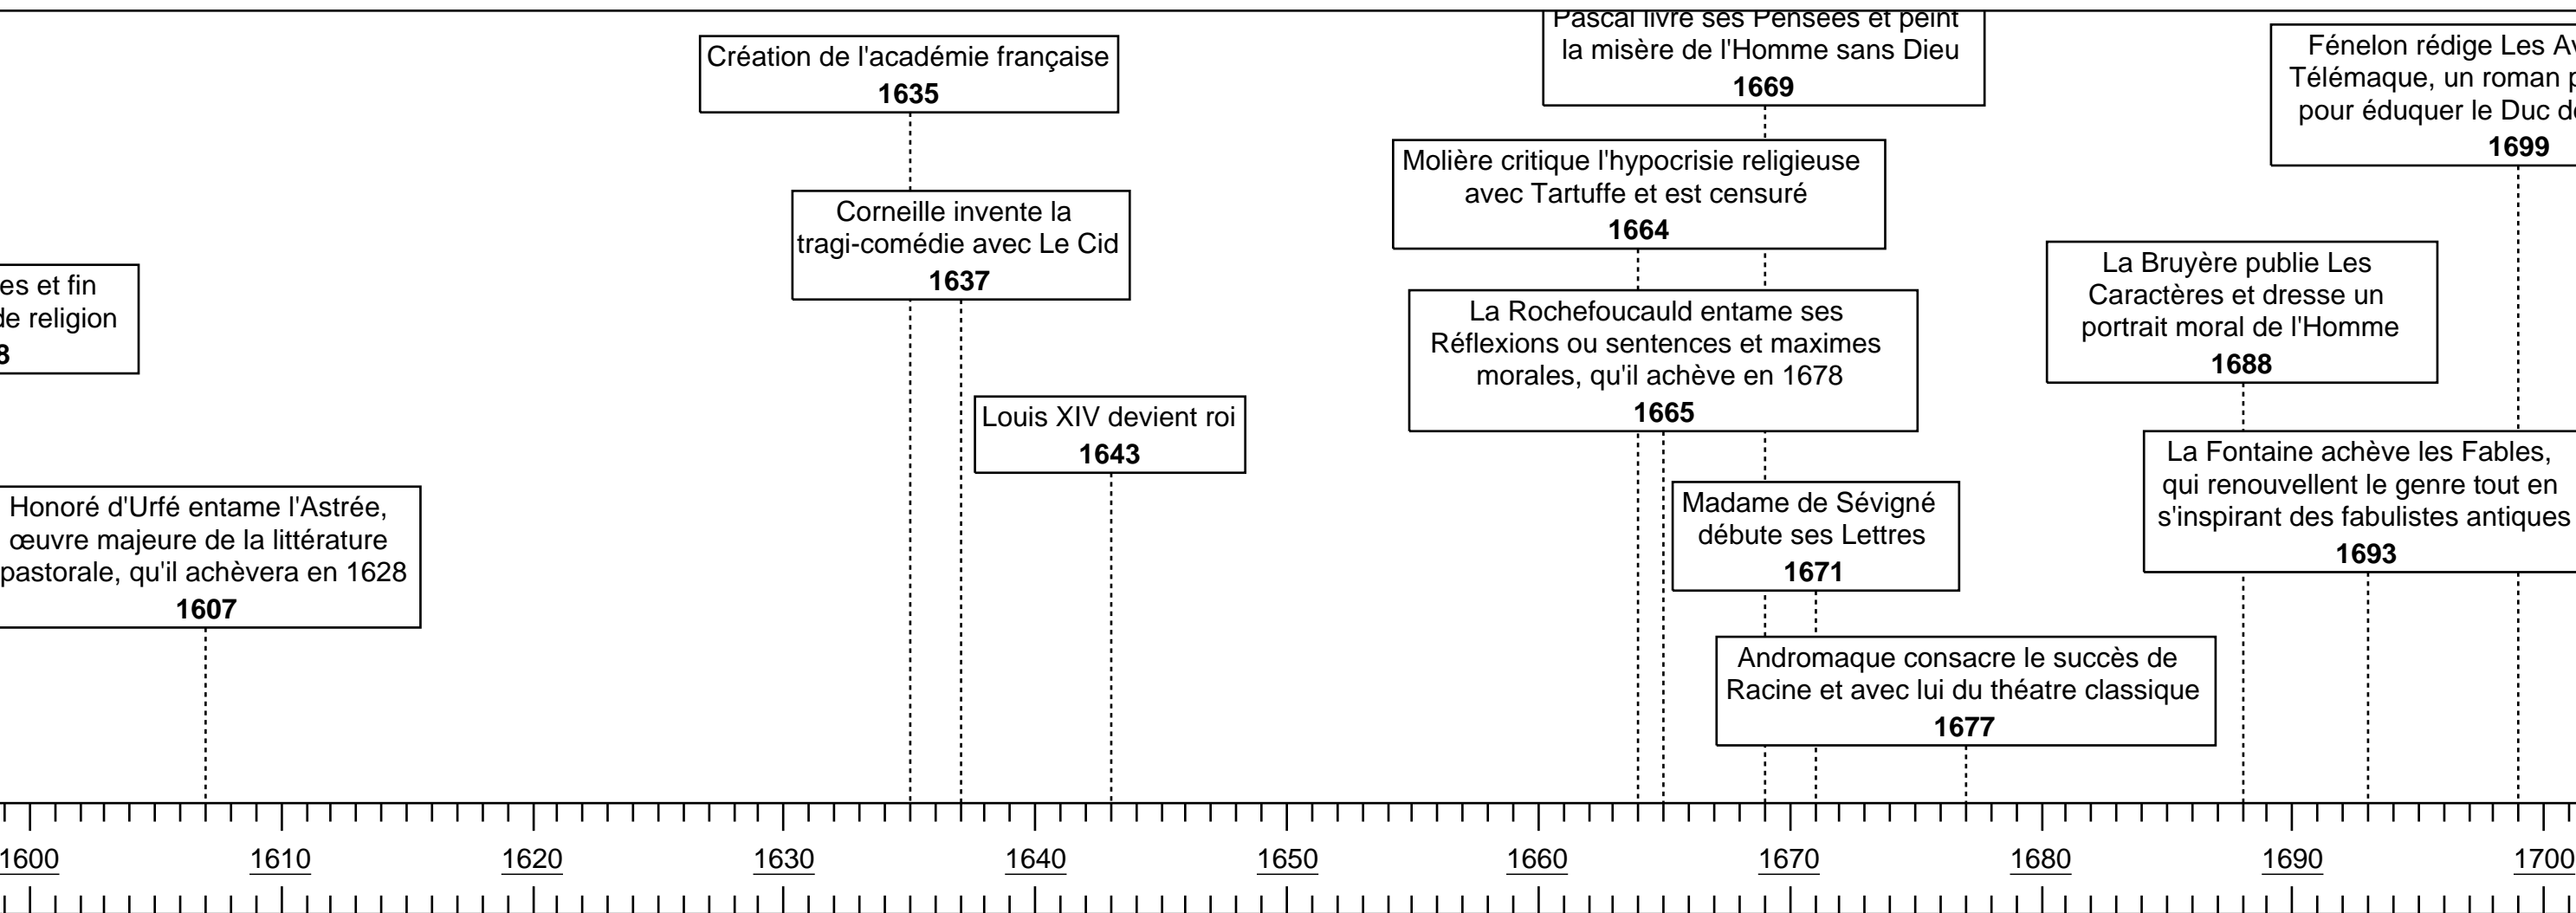 es et fin
de religion
8
Honoré d'Urfé entame l'Astrée,
œuvre majeure de la littérature
pastorale, qu'il achèvera en 1628
1607
Création de l'académie française
1635
Corneille invente la
tragi-comédie avec Le Cid
1637
Louis XIV devient roi
1643
Pascal livre ses Pensées et peint
la misère de l'Homme sans Dieu
1669
Molière critique l'hypocrisie religieuse
avec Tartuffe et est censuré
1664
La Rochefoucauld entame ses
Réflexions ou sentences et maximes
morales, qu'il achève en 1678
1665
Madame de Sévigné
débute ses Lettres
1671
Andromaque consacre le succès de
Racine et avec lui du théatre classique
1677
Fénelon rédige Les Av
Télémaque, un roman p
pour éduquer le Duc d
1699
La Bruyère publie Les
Caractères et dresse un
portrait moral de l'Homme
1688
La Fontaine achève les Fables,
qui renouvellent le genre tout en
s'inspirant des fabulistes antiques
1693
1600 1610 1620 1630 1640 1650 1660 1670 1680 1690 1700